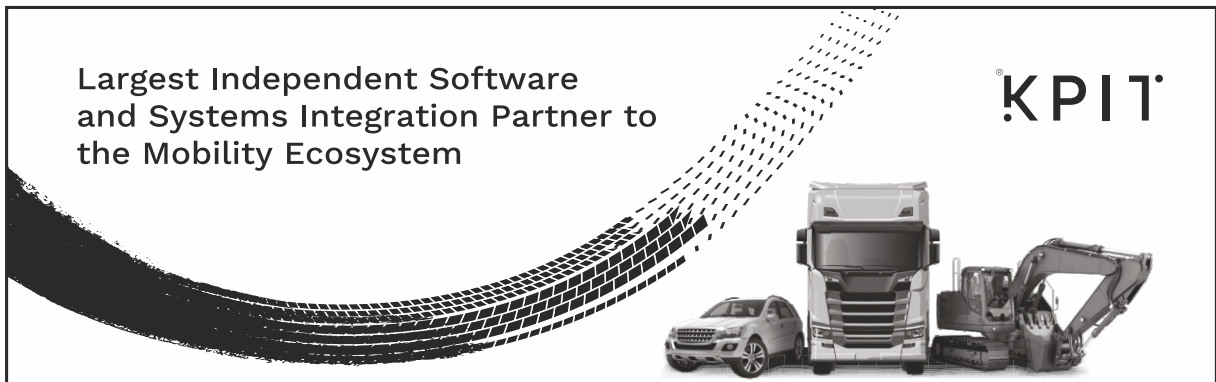 Largest Independent Software
and Systems Integration Partner to
the Mobility Ecosystem
®KPIT